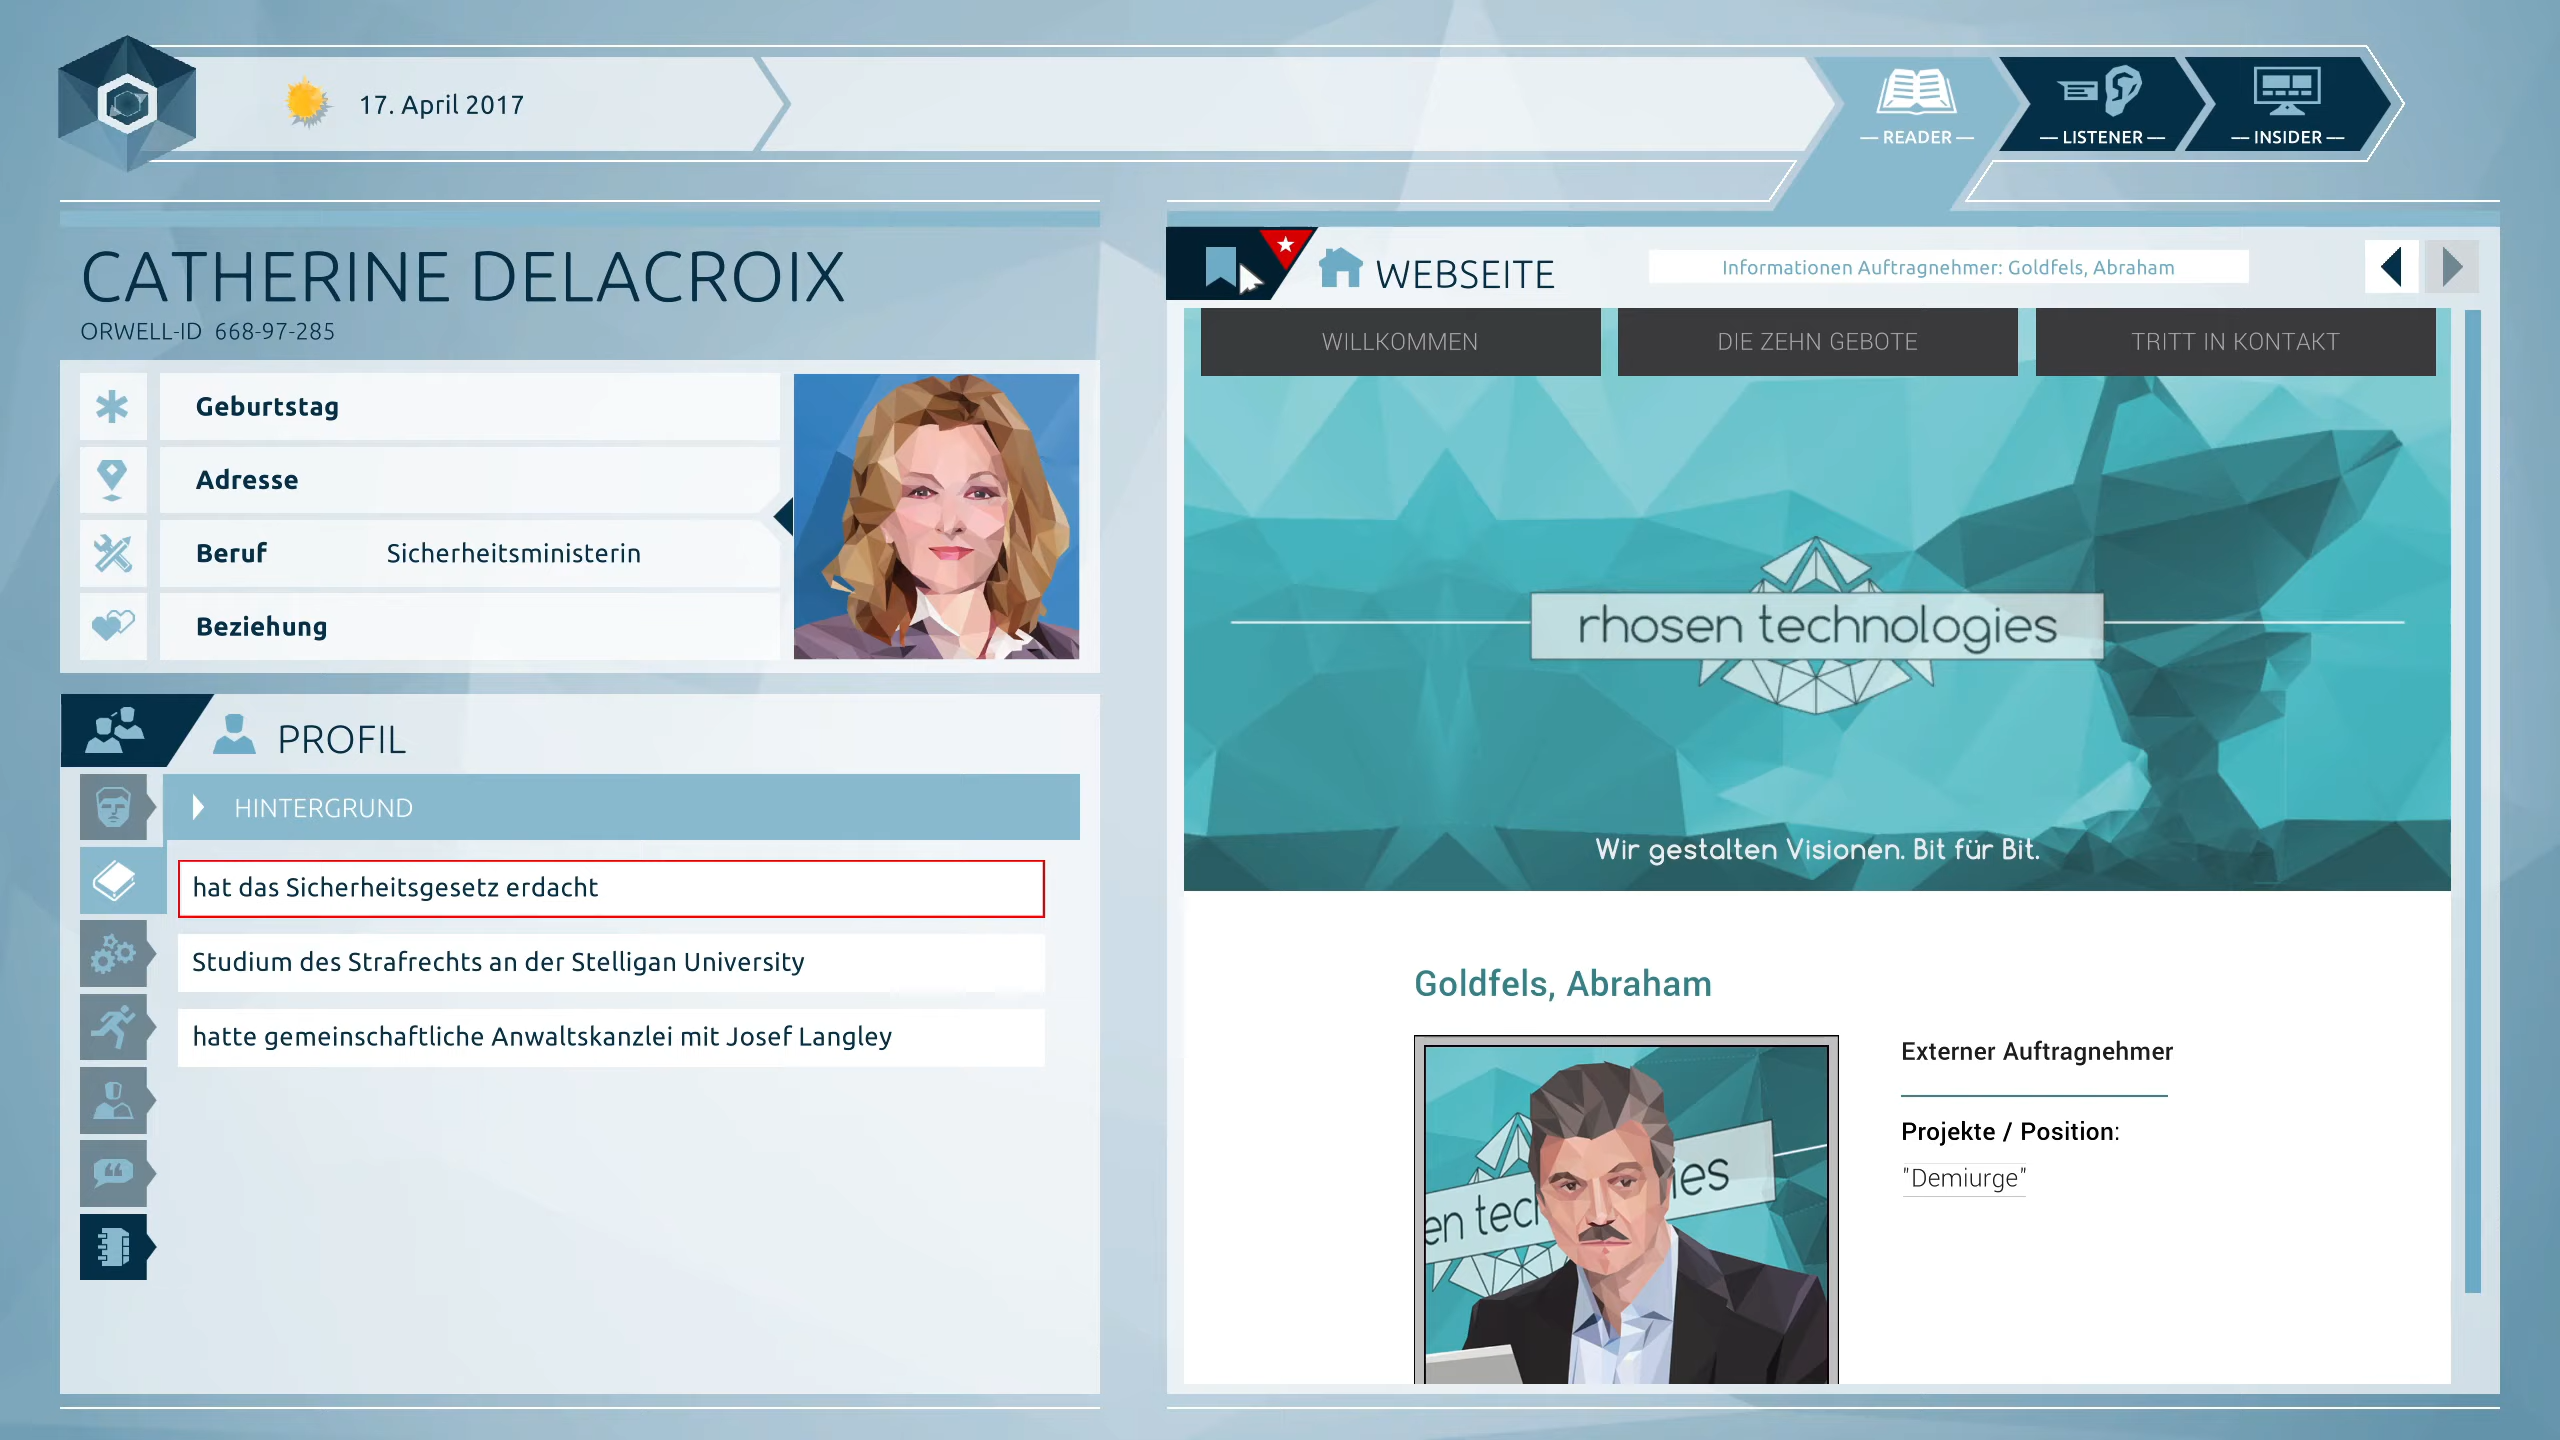 17. April 2017
— READER —
— LISTENER —
— INSIDER —
CATHERINE DELACROIX
ORWELL-ID 668-97-285
Geburtstag
Adresse
Beruf Sicherheitsministerin
Beziehung
PROFIL
HINTERGRUND
hat das Sicherheitsgesetz erdacht
Studium des Strafrechts an der Stelligan University
hatte gemeinschaftliche Anwaltskanzlei mit Josef Langley
WEBSEITE
Informationen Auftragnehmer: Goldfels, Abraham
WILLKOMMEN
DIE ZEHN GEBOTE
TRITT IN KONTAKT
rhosen technologies
Wir gestalten Visionen. Bit für Bit.
Goldfels, Abraham
en tec ies
Externer Auftragnehmer
Projekte / Position:
"Demiurge"